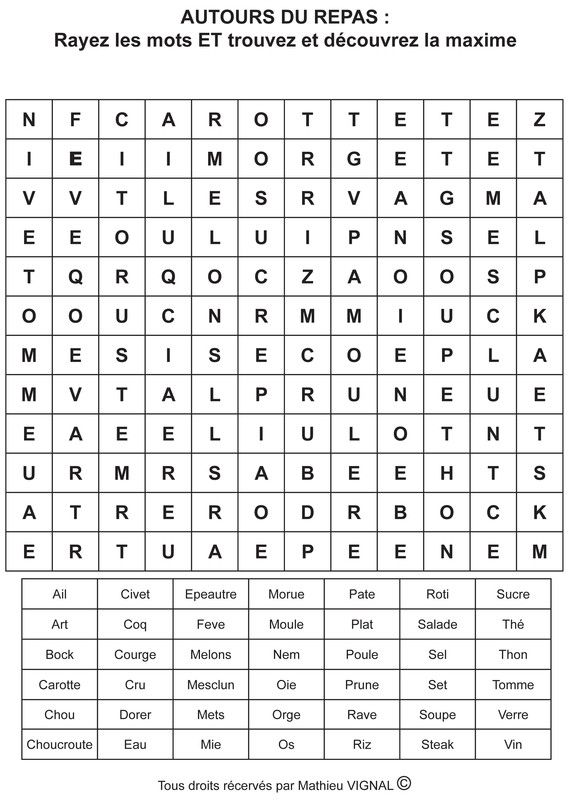 AUTOURS DU REPAS :
Rayez les mots ET trouvez et découvrez la maxime
N F C A R O T T E T E Z
I E I I M O R G E T E T
V V T L E S R V A G M A
E E O U L U I P N S E L
T Q R Q O C Z A O O S P
O O U C N R M M I U C K
M E S I S E C O E P L A
M V T A L P R U N E U E
E A E E L I U L O T N T
U R M R S A B E E H T S
A T R E R O D R B O C K
E R T U A E P E E N E M
Ail Civet Epeautre Morue Pate Roti Sucre
Art Coq Feve Moule Plat Salade Thé
Bock Courge Melons Nem Poule Sel Thon
Carotte Cru Mesclun Oie Prune Set Tomme
Chou Dorer Mets Orge Rave Soupe Verre
Choucroute Eau Mie Os Riz Steak Vin
Tous droits récervés par Mathieu VIGNAL ©